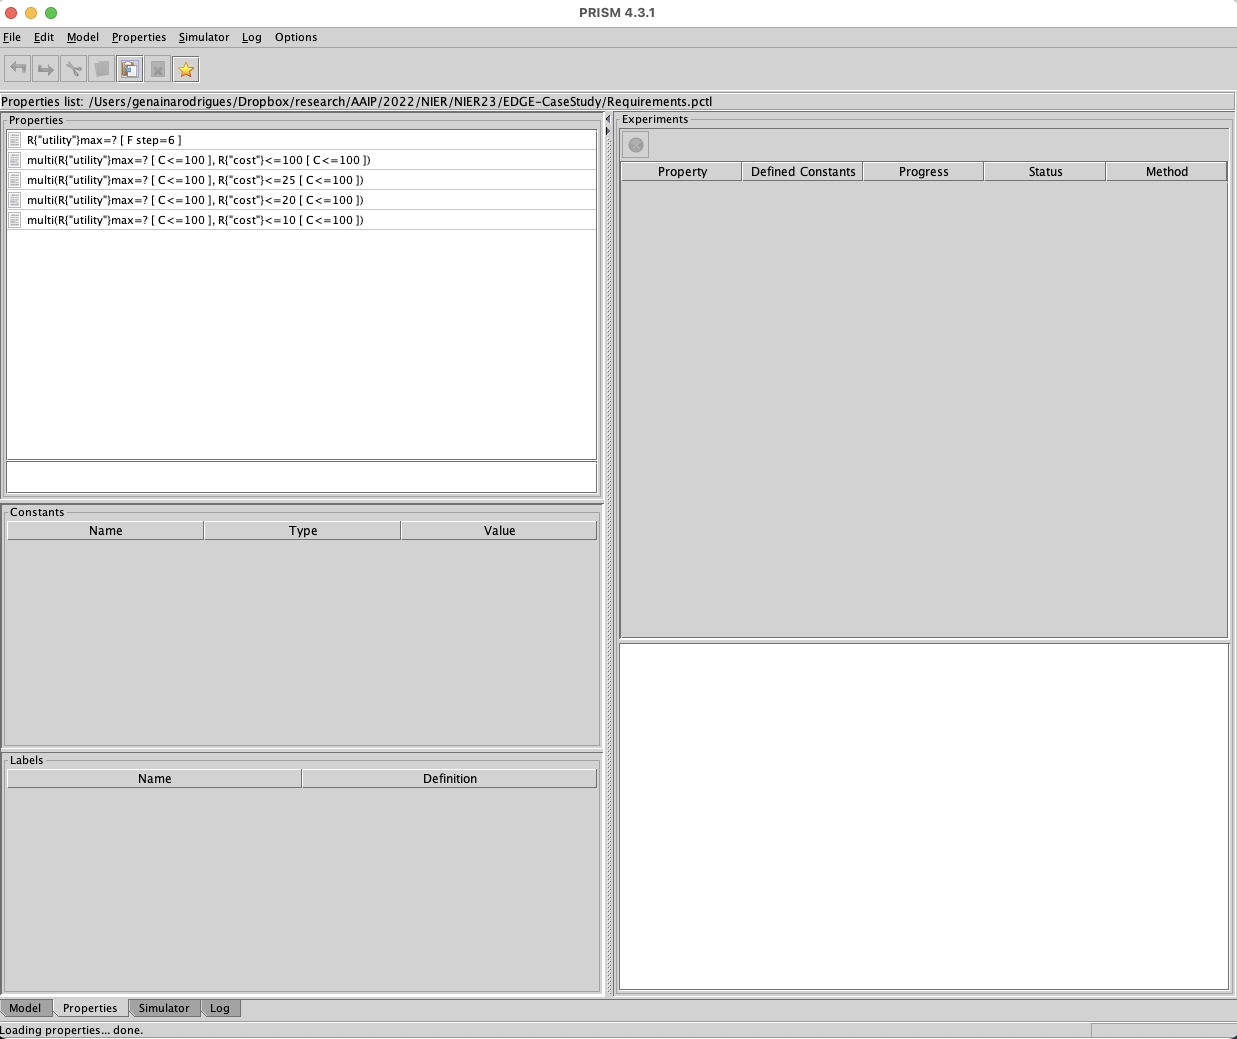 PRISM 4.3.1
File Edit Model Properties Simulator Log Options
Properties list: /Users/genainarodrigues/Dropbox/research/AAIP/2022/NIER/NIER23/EDGE-CaseStudy/Requirements.pctl
Properties
R{"utility"}max=? [ F step=6 ]
multi(R{"utility"}max=? [ C<=100 ], R{"cost"}<=100 [ C<=100 ])
multi(R{"utility"}max=? [ C<=100 ], R{"cost"}<=25 [ C<=100 ])
multi(R{"utility"}max=? [ C<=100 ], R{"cost"}<=20 [ C<=100 ])
multi(R{"utility"}max=? [ C<=100 ], R{"cost"}<=10 [ C<=100 ])
Constants
Name Type Value
Labels
Name Definition
Experiments
Property Defined Constants Progress Status Method
Model Properties Simulator Log
Loading properties... done.